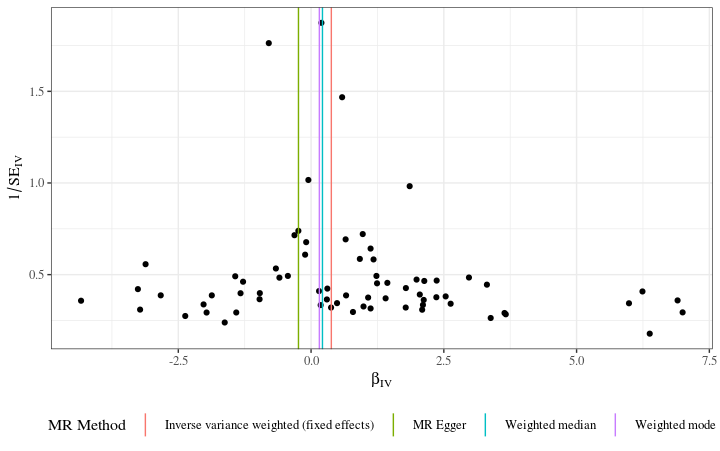 1.5
1.0
0.5
1/SE_IV
-2.5 0.0 2.5 5.0 7.5
β_IV
MR Method Inverse variance weighted (fixed effects) MR Egger Weighted median Weighted mode